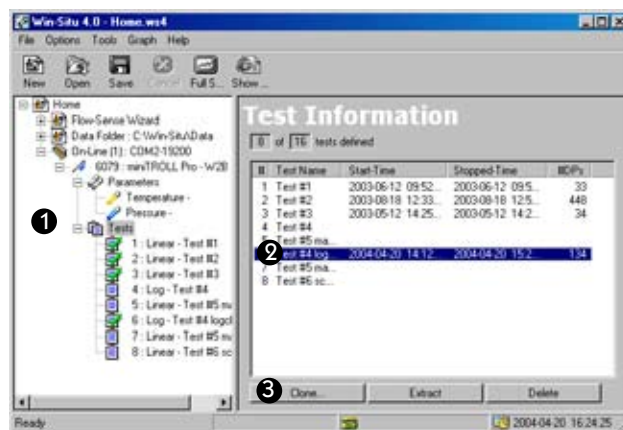 Win-Situ 4.0 - Home.ws4
File Options Tools Graph Help
New Open Save Cancel Full S... Show ...
Home
Flow-Sense Wizard
Data Folder : C:\Win-Situ\Data
On-Line (1) : COM2-19200
6079 : miniTROLL Pro - W2B
Parameters
Temperature -
Pressure -
1 Tests
1 : Linear - Test #1
2 : Linear - Test #2
3 : Linear - Test #3
4 : Log - Test #4
5 : Linear - Test #5 m
6 : Log - Test #4 logcl
7 : Linear - Test #5 m
8 : Linear - Test #6 sc
Test Information
8 of 16 tests defined
# Test Name Start-Time Stopped-Time #DPs
1 Test #1 2003-06-12 09:52... 2003-06-12 09:5... 33
2 Test #2 2003-08-18 12:33... 2003-08-18 12:5... 448
3 Test #3 2003-05-12 14:25... 2003-05-12 14:2... 34
4 Test #4
5 Test #5 ma...
2 Test #4 log... 2004-04-20 14:12... 2004-04-20 15:2... 134
7 Test #5 ma...
8 Test #6 sc...
3 Clone... Extract Delete
Ready 2004-04-20 16:24:25